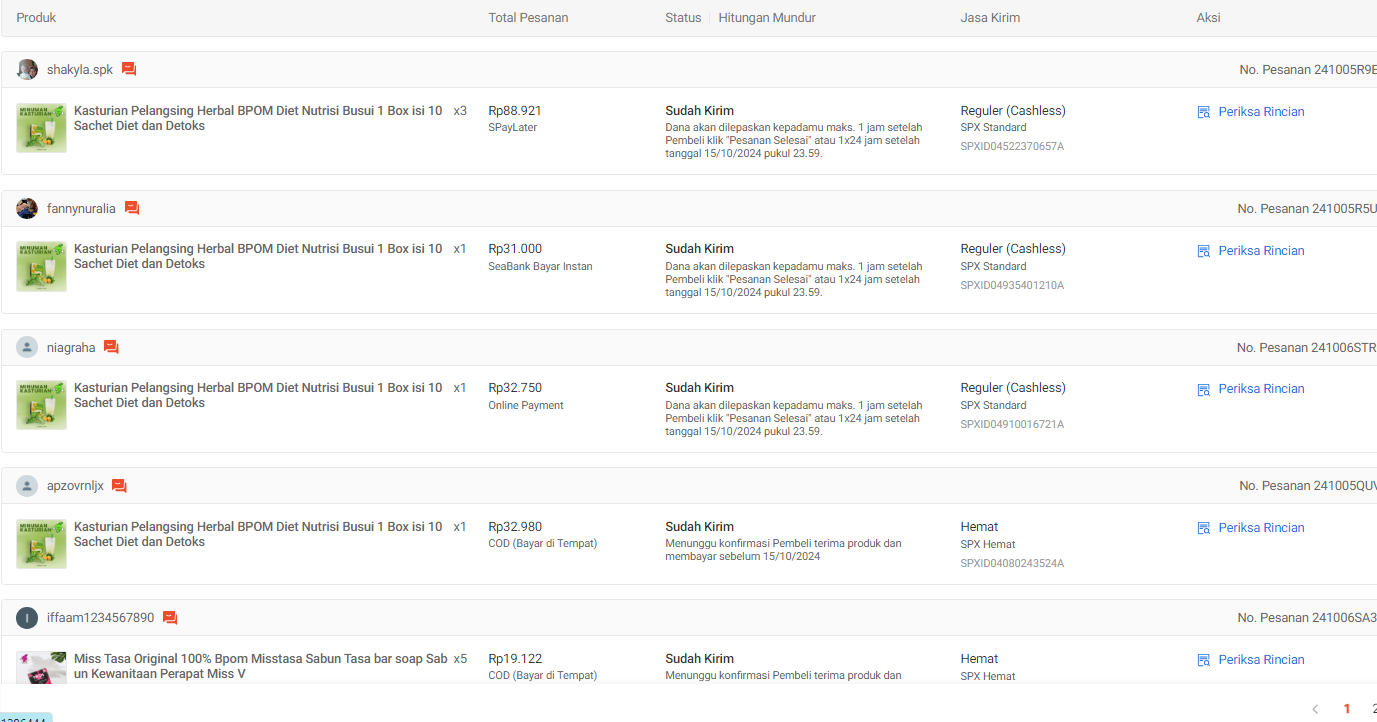 Produk Total Pesanan Status Hitungan Mundur Jasa Kirim Aksi
shakyla.spk No. Pesanan 241005R9E
Kasturian Pelangsing Herbal BPOM Diet Nutrisi Busui 1 Box isi 10 x3 Rp88.921 Sudah Kirim Reguler (Cashless) Periksa Rincian
Sachet Diet dan Detoks SPayLater Dana akan dilepaskan kepadamu maks. 1 jam setelah SPX Standard
Pembeli klik "Pesanan Selesai" atau 1x24 jam setelah SPXID04522370657A
tanggal 15/10/2024 pukul 23.59.
MINUMAN
KASTURIAN
fannynuralia No. Pesanan 241005R5U
Kasturian Pelangsing Herbal BPOM Diet Nutrisi Busui 1 Box isi 10 x1 Rp31.000 Sudah Kirim Reguler (Cashless) Periksa Rincian
Sachet Diet dan Detoks SeaBank Bayar Instan Dana akan dilepaskan kepadamu maks. 1 jam setelah SPX Standard
Pembeli klik "Pesanan Selesai" atau 1x24 jam setelah SPXID04935401210A
tanggal 15/10/2024 pukul 23.59.
MINUMAN
KASTURIAN
niagraha No. Pesanan 241006STR
Kasturian Pelangsing Herbal BPOM Diet Nutrisi Busui 1 Box isi 10 x1 Rp32.750 Sudah Kirim Reguler (Cashless) Periksa Rincian
Sachet Diet dan Detoks Online Payment Dana akan dilepaskan kepadamu maks. 1 jam setelah SPX Standard
Pembeli klik "Pesanan Selesai" atau 1x24 jam setelah SPXID04910016721A
tanggal 15/10/2024 pukul 23.59.
MINUMAN
KASTURIAN
apzovrnljx No. Pesanan 241005QUV
Kasturian Pelangsing Herbal BPOM Diet Nutrisi Busui 1 Box isi 10 x1 Rp32.980 Sudah Kirim Hemat Periksa Rincian
Sachet Diet dan Detoks COD (Bayar di Tempat) Menunggu konfirmasi Pembeli terima produk dan SPX Hemat
membayar sebelum 15/10/2024 SPXID04080243524A
MINUMAN
KASTURIAN
I iffaam1234567890 No. Pesanan 241006SA3
Miss Tasa Original 100% Bpom Misstasa Sabun Tasa bar soap Sab x5 Rp19.122 Sudah Kirim Hemat Periksa Rincian
un Kewanitaan Perapat Miss V COD (Bayar di Tempat) Menunggu konfirmasi Pembeli terima produk dan SPX Hemat
1 2